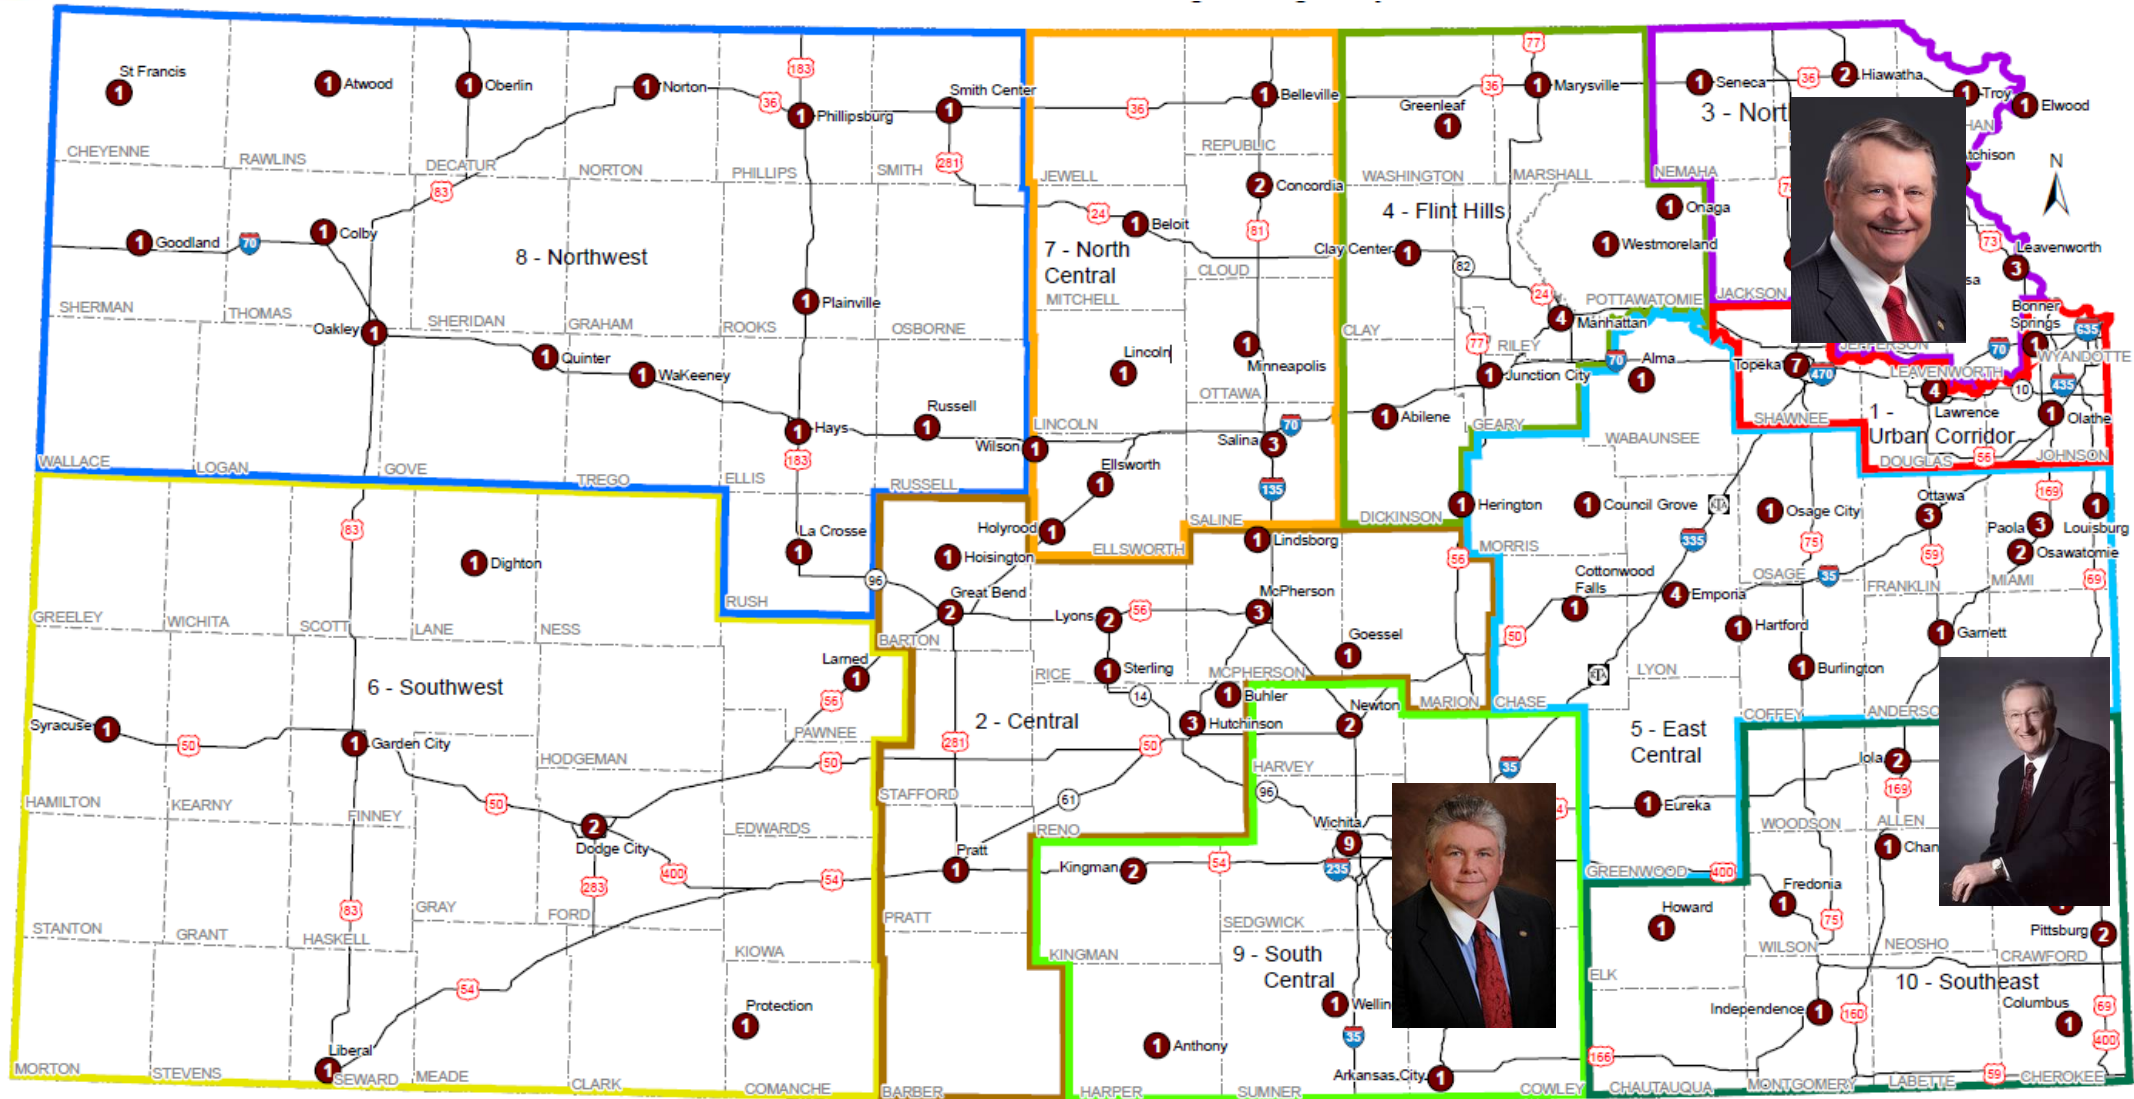 St Francis
1
1 Atwood
1 Oberlin
1 Norton
36
183
1 Phillipsburg
Smith Center
1
281
36
1 Belleville
77
36
1 Marysville
Greenleaf
1
1 Seneca
36
2 Hiawatha
1 Troy
1 Elwood
3 - Nort
HAN
tchison
N
CHEYENNE
RAWLINS
DECATUR
NORTON
PHILLIPS
SMITH
JEWELL
REPUBLIC
WASHINGTON
MARSHALL
NEMAHA
83
2 Concordia
24
1 Beloit
81
4 - Flint Hills
1 Onaga
Clay Center 1
82
1 Westmoreland
73
Leavenworth
3
1 Goodland
70
1 Colby
8 - Northwest
7 - North
Central
CLOUD
MITCHELL
24
POTTAWATOMIE
JACKSON
sa
Bonner
Springs
1
635
SHERMAN
THOMAS
Oakley 1
SHERIDAN
GRAHAM
1 Plainville
ROOKS
OSBORNE
CLAY
4
Manhattan
RILEY
77
70
Alma
1
Topeka 7
470
JEFFERSON
LEAVENWORTH
70
WYANDOTTE
435
10
1 Quinter
1 WaKeeney
Lincoln
1
1
Minneapolis
OTTAWA
1 Junction City
1 Abilene
GEARY
SHAWNEE
4
Lawrence
1
Olathe
1 -
Urban Corridor
56
DOUGLAS
JOHNSON
Russell
1
1 Hays
183
Wilson 1
LINCOLN
Salina 3
70
135
WABAUNSEE
WALLACE
LOGAN
GOVE
TREGO
ELLIS
RUSSELL
Ellsworth
1
SALINE
DICKINSON
1 Herington
1 Council Grove
KTA
1 Osage City
Ottawa
3
169
1
Louisburg
Paola 3
2 Osawatomie
83
1 Dighton
La Crosse
1
96
Holyrood 1
1 Hoisington
ELLSWORTH
1 Lindsborg
56
MORRIS
335
75
59
OSAGE
35
FRANKLIN
MIAMI
69
Cottonwood
Falls
1
4 Emporia
GREELEY
WICHITA
SCOTT
LANE
NESS
RUSH
BARTON
Great Bend
2
Lyons 2
56
McPherson
3
Goessel
1
50
1 Hartford
1 Garnett
Larned
1
56
6 - Southwest
RICE
1 Sterling
14
MCPHERSON
1 Buhler
MARION
CHASE
KTA
LYON
1 Burlington
Syracuse 1
50
1 Garden City
PAWNEE
2 - Central
281
3 Hutchinson
50
Newton
2
5 - East
Central
COFFEY
ANDERSO
HODGEMAN
50
HARVEY
96
35
Iola 2
169
HAMILTON
KEARNY
FINNEY
50
2
Dodge City
EDWARDS
STAFFORD
61
RENO
Wichita
9
1 Eureka
WOODSON
ALLEN
1 Chan
283
400
54
Pratt
1
Kingman 2
54
235
GREENWOOD
400
Fredonia
1
75
STANTON
GRANT
83
HASKELL
GRAY
FORD
KIOWA
PRATT
KINGMAN
SEDGWICK
Howard
1
WILSON
NEOSHO
Pittsburg 2
CRAWFORD
9 - South
Central
ELK
10 - Southeast
54
Protection
1
1 Wellin
35
Independence 1
160
Columbus
1
69
400
Liberal
1
1 Anthony
Arkansas City 1
166
59
MORTON
STEVENS
SEWARD
MEADE
CLARK
COMANCHE
BARBER
HARPER
SUMNER
COWLEY
CHAUTAUQUA
MONTGOMERY
LABETTE
CHEROKEE